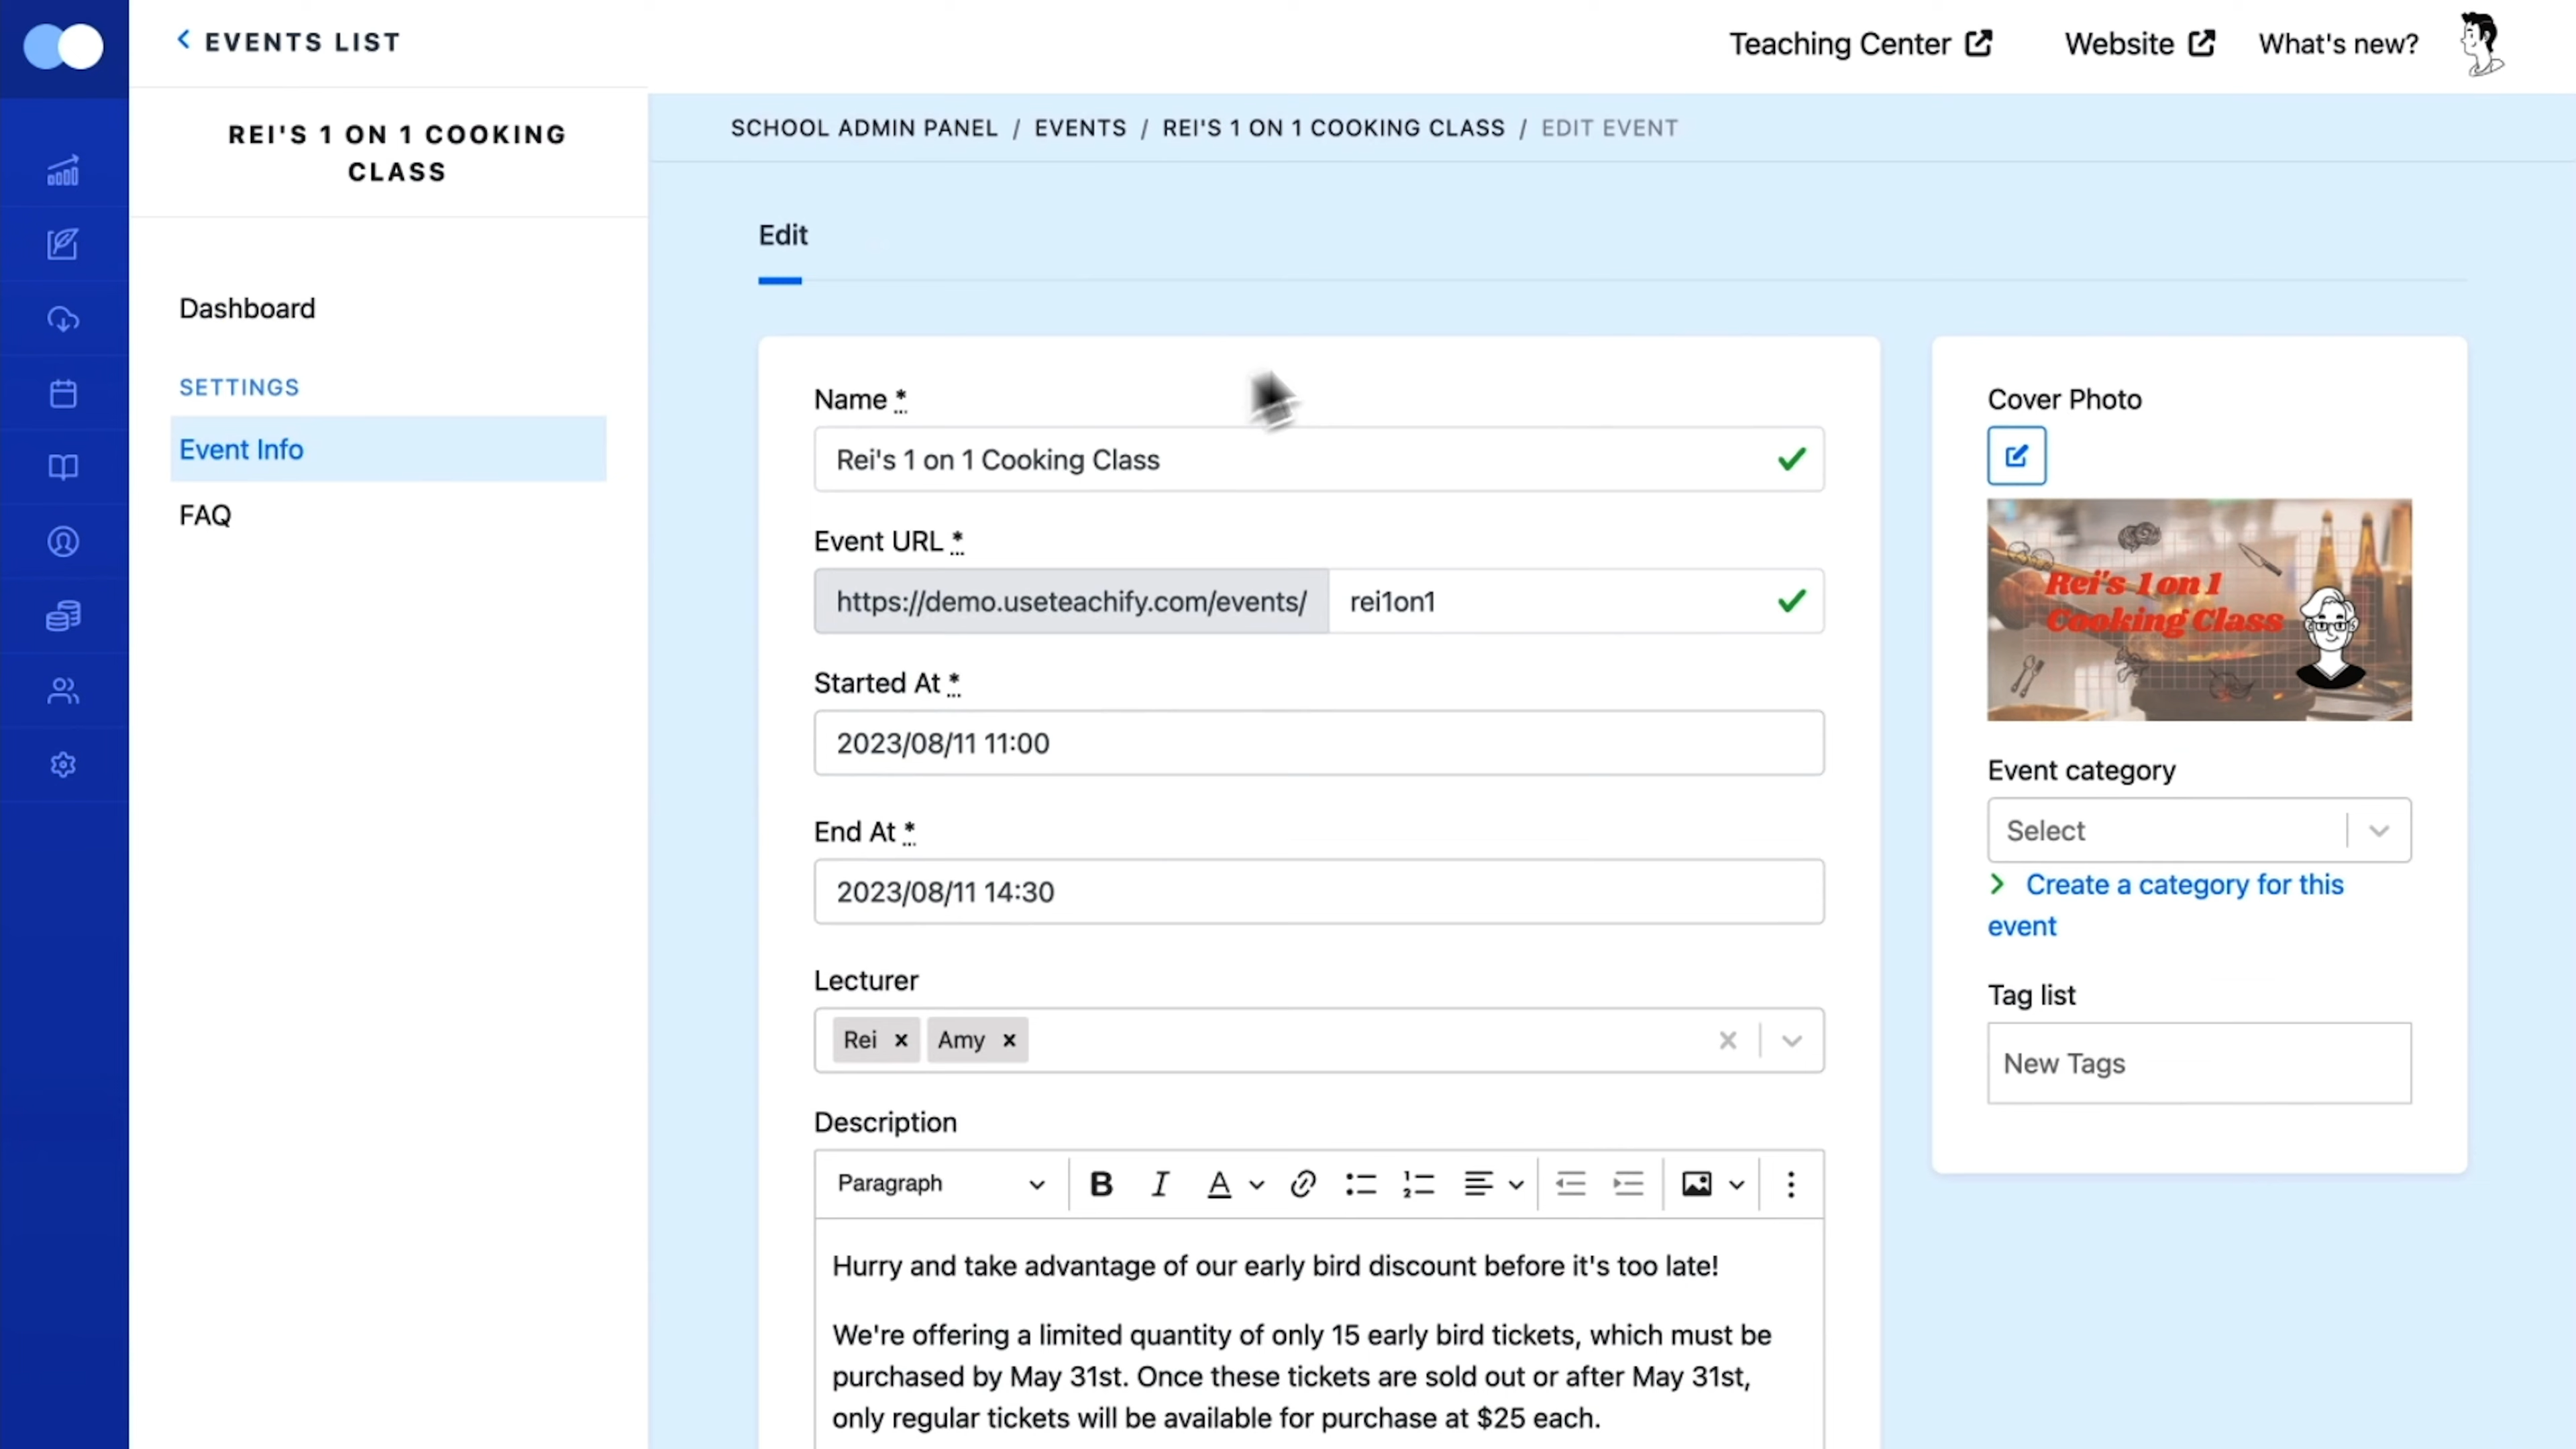 EVENTS LIST
Teaching Center
Website
What's new?
REI'S 1 ON 1 COOKING
CLASS
SCHOOL ADMIN PANEL / EVENTS / REI'S 1 ON 1 COOKING CLASS / EDIT EVENT
Dashboard
SETTINGS
Event Info
FAQ
Edit
Name *
Rei's 1 on 1 Cooking Class
Event URL *
https://demo.useteachify.com/events/ rei1on1
Started At *
2023/08/11 11:00
End At *
2023/08/11 14:30
Lecturer
Rei × Amy ×
Description
Paragraph
Hurry and take advantage of our early bird discount before it's too late!
We're offering a limited quantity of only 15 early bird tickets, which must be
purchased by May 31st. Once these tickets are sold out or after May 31st,
only regular tickets will be available for purchase at $25 each.
Cover Photo
Rei's 1 on 1
Cooking Class
Event category
Select
Create a category for this
event
Tag list
New Tags